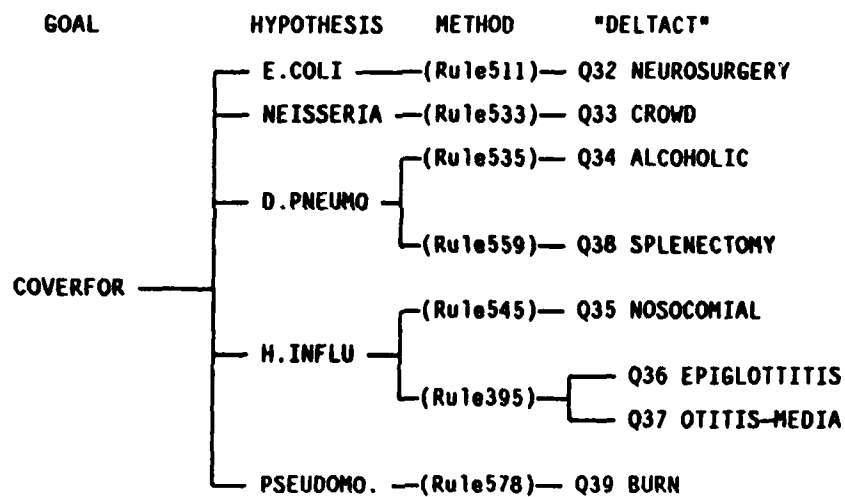 GOAL HYPOTHESIS METHOD "DELTACT"
E.COLI (Rule511) Q32 NEUROSURGERY
NEISSERIA (Rule533) Q33 CROWD
(Rule535) Q34 ALCOHOLIC
D.PNEUMO
(Rule559) Q38 SPLENECTOMY
COVERFOR
(Rule545) Q35 NOSOCOMIAL
H.INFLU
Q36 EPIGLOTTITIS
(Rule395)
Q37 OTITIS-MEDIA
PSEUDOMO. (Rule578) Q39 BURN